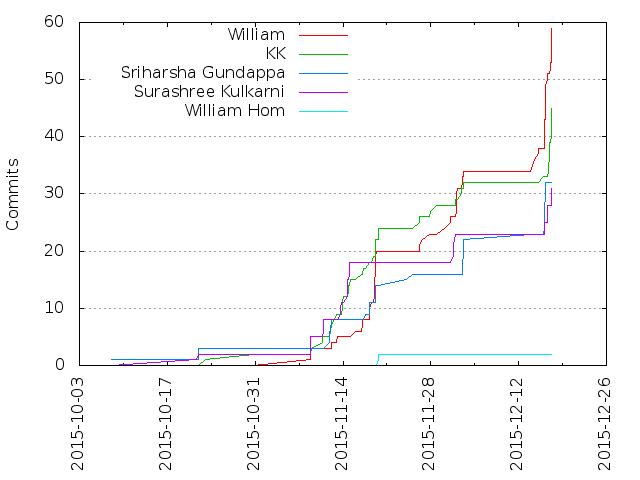 60
50
40
30
20
10
0
Commits
William
KK
Sriharsha Gundappa
Surashree Kulkarni
William Hom
2015-10-03
2015-10-17
2015-10-31
2015-11-14
2015-11-28
2015-12-12
2015-12-26